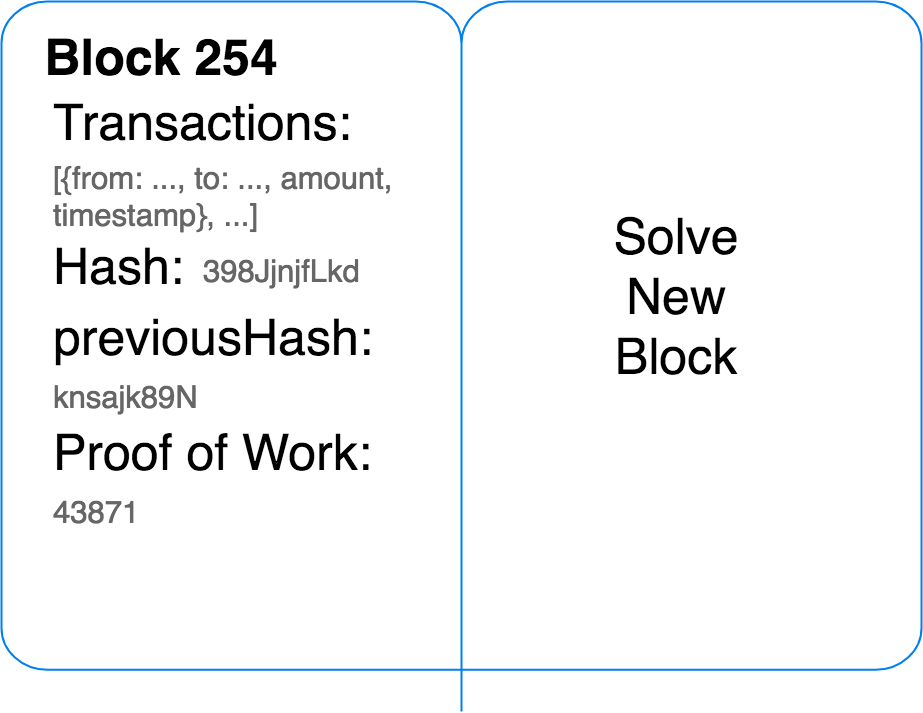 Block 254
Transactions:
[{from: ..., to: ..., amount,
timestamp}, ...]
Hash: 398JjnjfLkd
previousHash:
knsajk89N
Proof of Work:
43871
Solve
New
Block